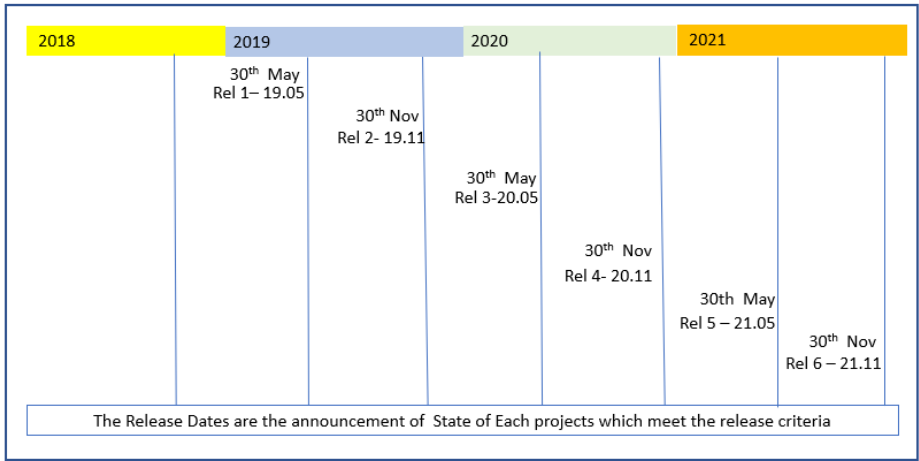 2018
2019
2020
2021
30th May
Rel 1– 19.05
30th Nov
Rel 2- 19.11
30th May
Rel 3-20.05
30th Nov
Rel 4- 20.11
30th May
Rel 5 – 21.05
30th Nov
Rel 6 – 21.11
The Release Dates are the announcement of State of Each projects which meet the release criteria